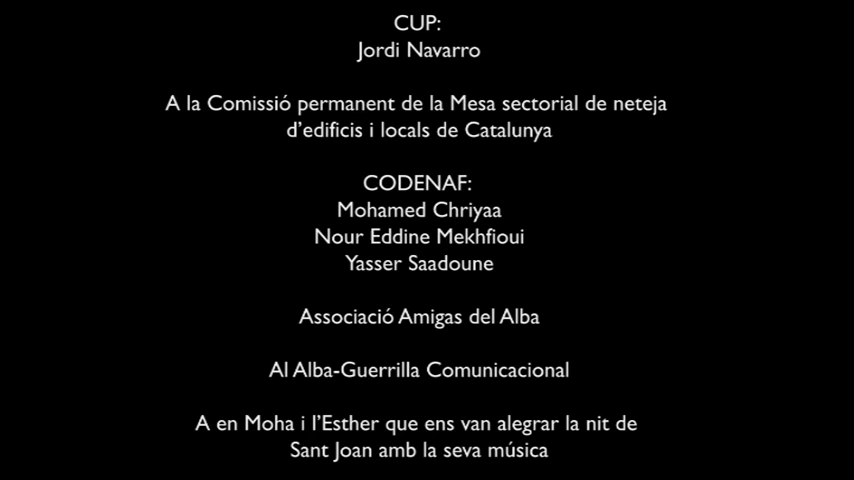 CUP:
Jordi Navarro
A la Comissió permanent de la Mesa sectorial de neteja
d'edificis i locals de Catalunya
CODENAF:
Mohamed Chriyaa
Nour Eddine Mekhfioui
Yasser Saadoune
Associació Amigas del Alba
Al Alba-Guerrilla Comunicacional
A en Moha i l'Esther que ens van alegrar la nit de
Sant Joan amb la seva música